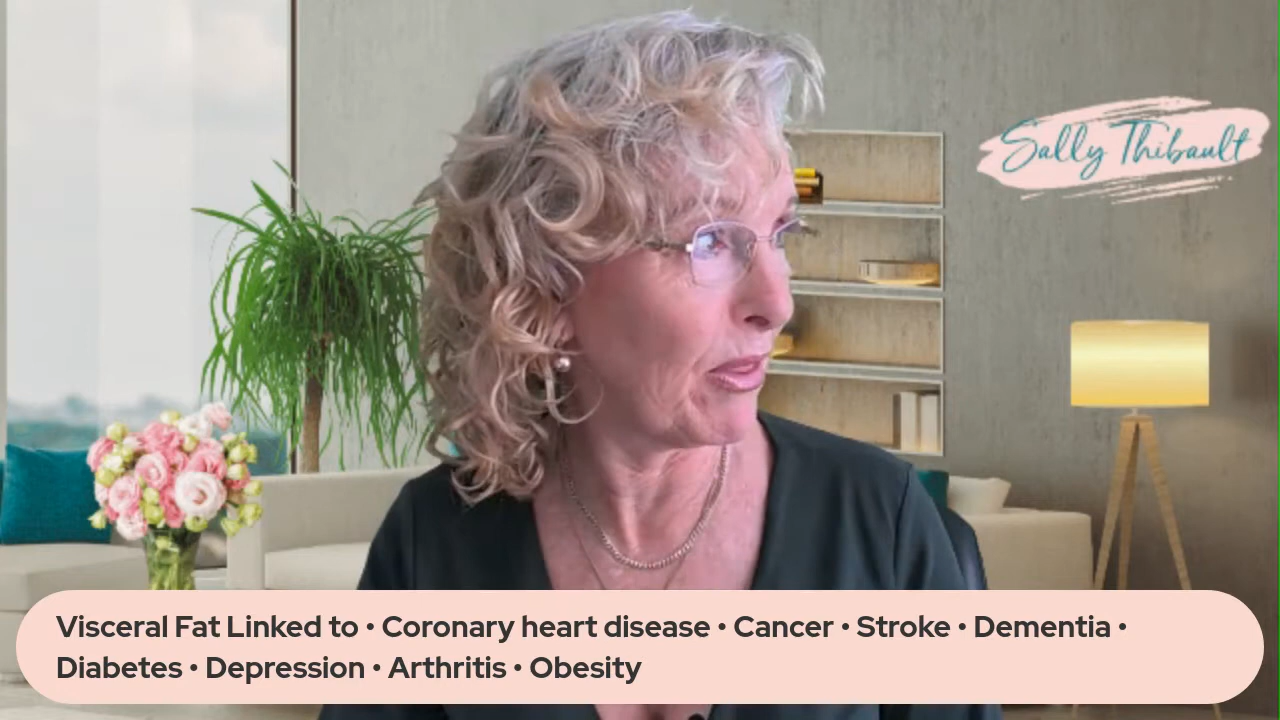 Sally Thibault
Visceral Fat Linked to • Coronary heart disease • Cancer • Stroke • Dementia •
Diabetes • Depression • Arthritis • Obesity